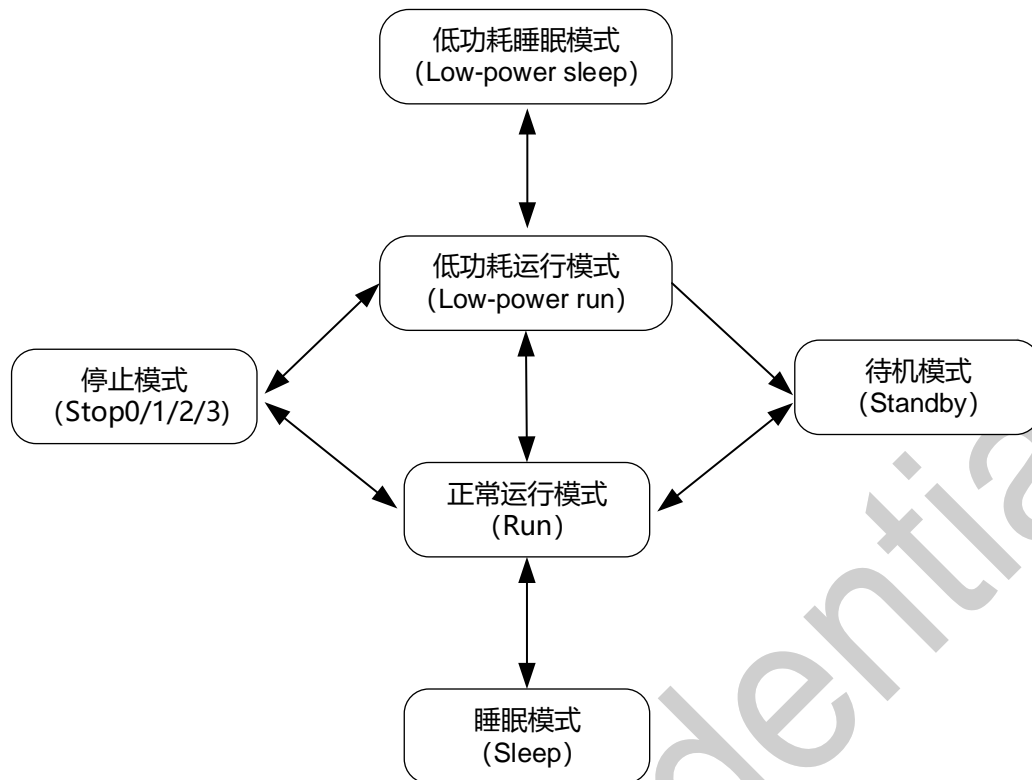 低功耗睡眠模式
（Low-power sleep）
低功耗运行模式
（Low-power run）
停止模式
（Stop0/1/2/3)
待机模式
（Standby）
正常运行模式
（Run）
睡眠模式
（Sleep）
dentia